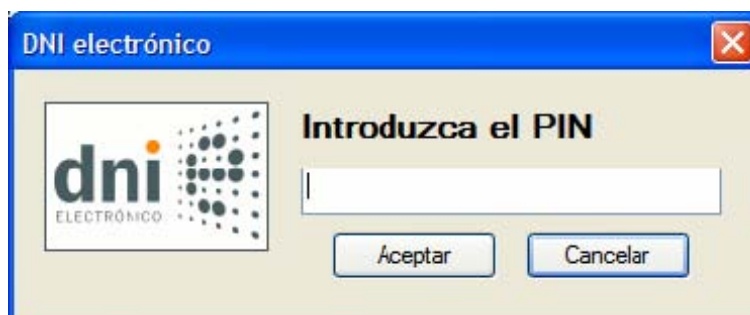 DNI electrónico
Introduzca el PIN
dni
ELECTRÓNICO
Aceptar
Cancelar